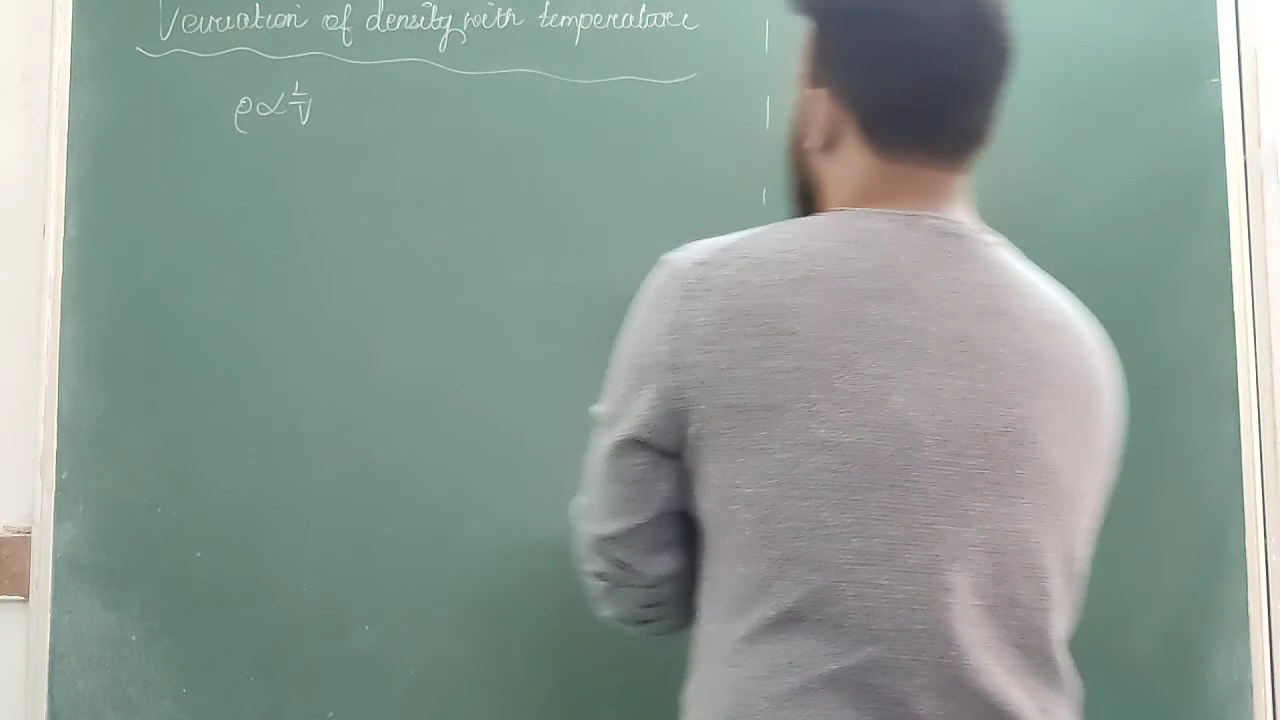 Variation of density with temperature
ρ ∝ 1/V